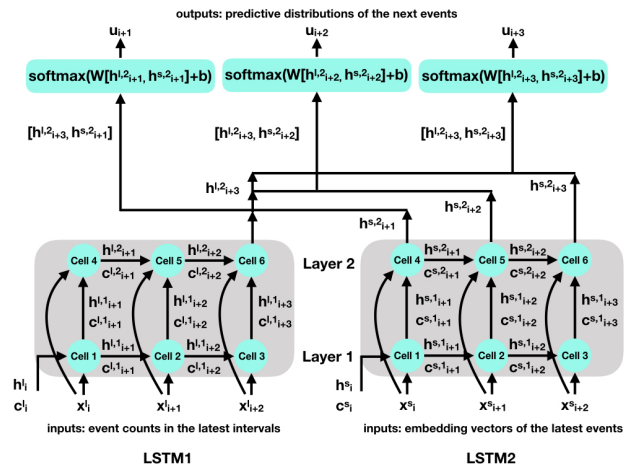 outputs: predictive distributions of the next events
uᵢ₊₁ uᵢ₊₂ uᵢ₊₃
softmax(W[hˡ,²ᵢ₊₁, hˢ,²ᵢ₊₁]+b) softmax(W[hˡ,²ᵢ₊₂, hˢ,²ᵢ₊₂]+b) softmax(W[hˡ,²ᵢ₊₃, hˢ,²ᵢ₊₃]+b)
[hˡ,²ᵢ₊₃, hˢ,²ᵢ₊₁] [hˡ,²ᵢ₊₃, hˢ,²ᵢ₊₂] [hˡ,²ᵢ₊₃, hˢ,²ᵢ₊₃]
hˡ,²ᵢ₊₃ hˢ,²ᵢ₊₃
hˢ,²ᵢ₊₂
hˢ,²ᵢ₊₁
hˡ,²ᵢ₊₁ hˡ,²ᵢ₊₂ hˢ,²ᵢ₊₁ hˢ,²ᵢ₊₂
Cell 4 Cell 5 Cell 6 Layer 2 Cell 4 Cell 5 Cell 6
cˡ,²ᵢ₊₁ cˡ,²ᵢ₊₂ cˢ,²ᵢ₊₁ cˢ,²ᵢ₊₂
hˡ,¹ᵢ₊₁ hˡ,¹ᵢ₊₂ hˡ,¹ᵢ₊₃ hˢ,¹ᵢ₊₁ hˢ,¹ᵢ₊₂ hˢ,¹ᵢ₊₃
cˡ,¹ᵢ₊₁ cˡ,¹ᵢ₊₂ cˡ,¹ᵢ₊₃ cˢ,¹ᵢ₊₁ cˢ,¹ᵢ₊₂ cˢ,¹ᵢ₊₃
hˡ,¹ᵢ₊₁ hˡ,¹ᵢ₊₂ hˢ,¹ᵢ₊₁ hˢ,¹ᵢ₊₂
Cell 1 Cell 2 Cell 3 Layer 1 Cell 1 Cell 2 Cell 3
cˡ,¹ᵢ₊₁ cˡ,¹ᵢ₊₂ cˢ,¹ᵢ₊₁ cˢ,¹ᵢ₊₂
hˡᵢ hˢᵢ
cˡᵢ xˡᵢ xˡᵢ₊₁ xˡᵢ₊₂ cˢᵢ xˢᵢ xˢᵢ₊₁ xˢᵢ₊₂
inputs: event counts in the latest intervals inputs: embedding vectors of the latest events
LSTM1 LSTM2